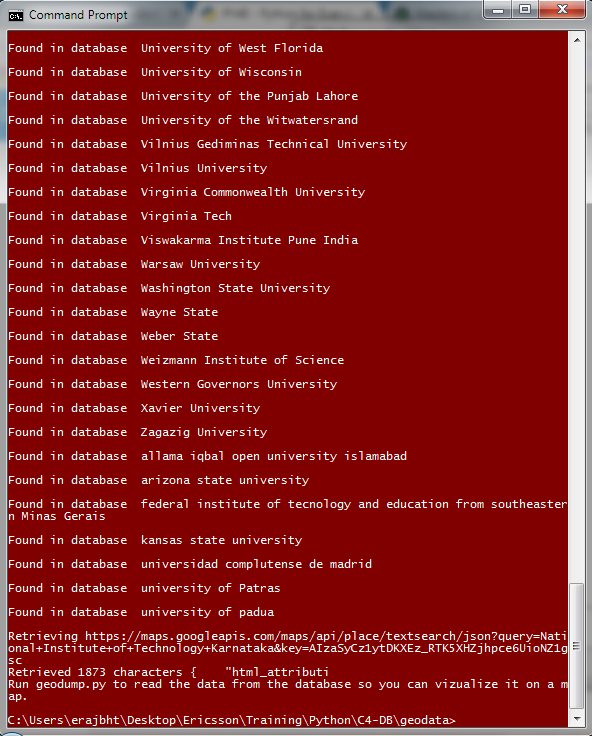 Command Prompt
Found in database  University of West Florida
Found in database  University of Wisconsin
Found in database  University of the Punjab Lahore
Found in database  University of the Witwatersrand
Found in database  Vilnius Gediminas Technical University
Found in database  Vilnius University
Found in database  Virginia Commonwealth University
Found in database  Virginia Tech
Found in database  Viswakarma Institute Pune India
Found in database  Warsaw University
Found in database  Washington State University
Found in database  Wayne State
Found in database  Weber State
Found in database  Weizmann Institute of Science
Found in database  Western Governors University
Found in database  Xavier University
Found in database  Zagazig University
Found in database  allama iqbal open university islamabad
Found in database  arizona state university
Found in database  federal institute of tecnology and education from southeaster
n Minas Gerais
Found in database  kansas state university
Found in database  universidad complutense de madrid
Found in database  university of Patras
Found in database  university of padua
Retrieving https://maps.googleapis.com/maps/api/place/textsearch/json?query=Nati
onal+Institute+of+Technology+Karnataka&key=AIzaSyCz1ytDKXEz_RTK5XHZjhpce6UioNZ1g
sc
Retrieved 1873 characters {    "html_attributi
Run geodump.py to read the data from the database so you can vizualize it on a m
ap.
C:\Users\erajbht\Desktop\Ericsson\Training\Python\C4-DB\geodata>